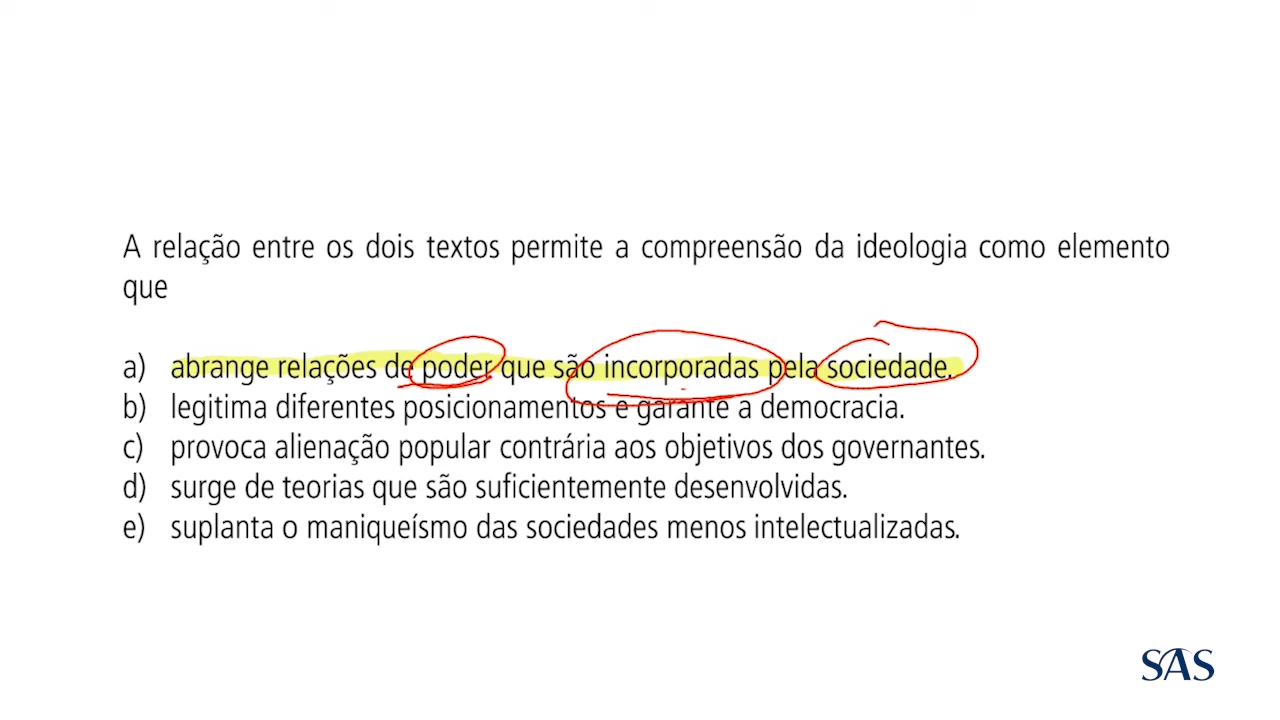 A relação entre os dois textos permite a compreensão da ideologia como elemento
que
a) abrange relações de poder que são incorporadas pela sociedade.
b) legitima diferentes posicionamentos e garante a democracia.
c) provoca alienação popular contrária aos objetivos dos governantes.
d) surge de teorias que são suficientemente desenvolvidas.
e) suplanta o maniqueísmo das sociedades menos intelectualizadas.
SAS